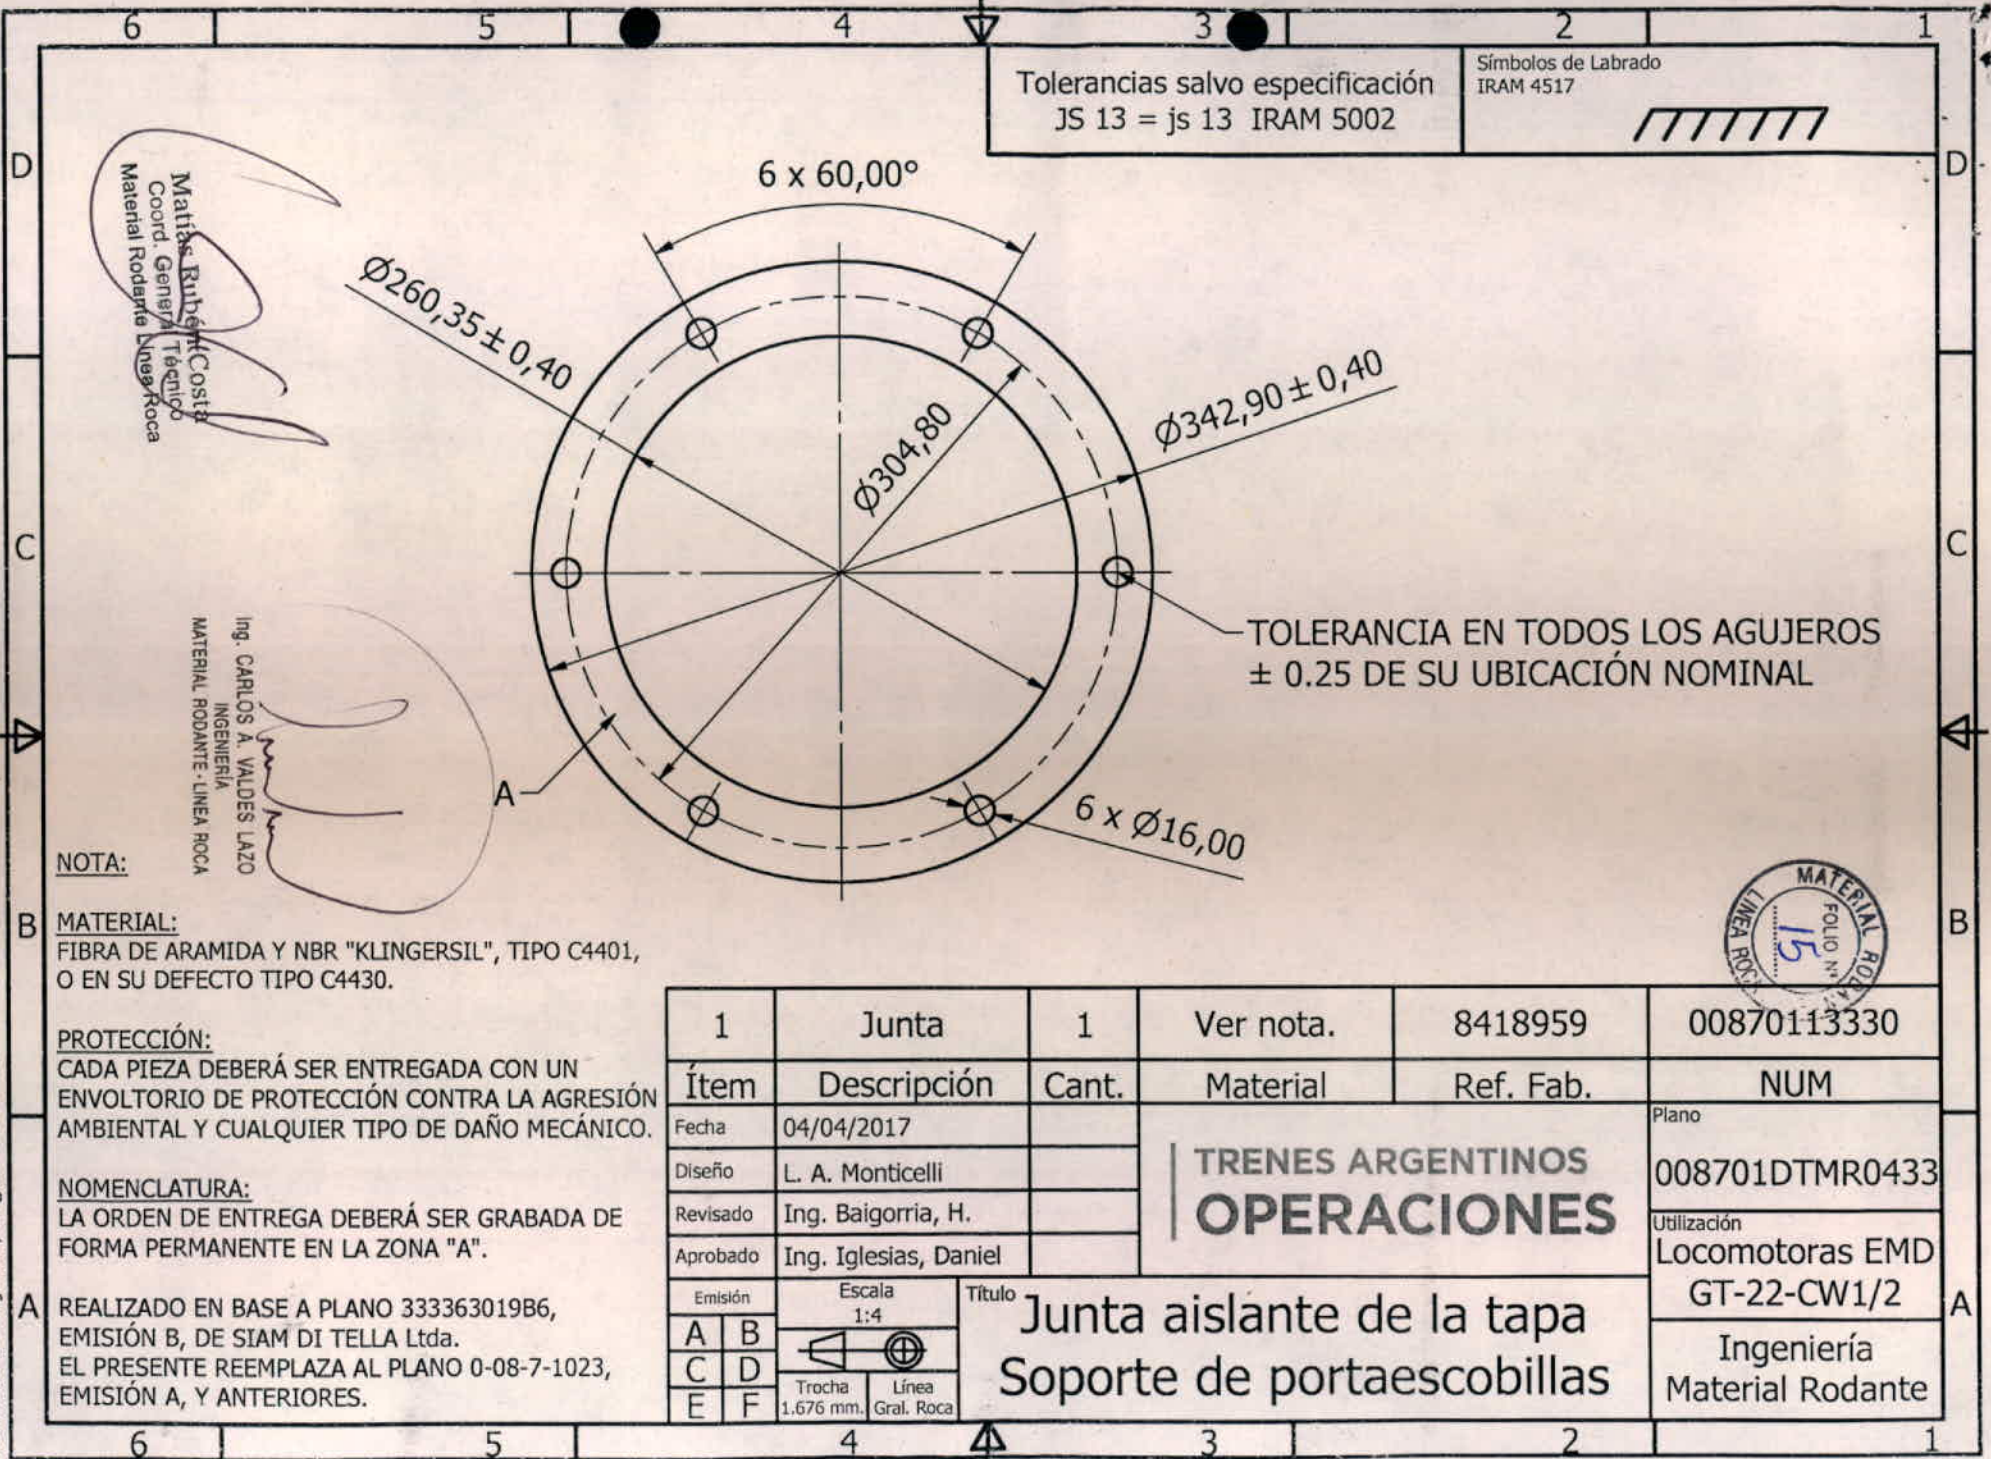 6 5 4 3 2 1
Tolerancias salvo especificación
JS 13 = js 13 IRAM 5002
Símbolos de Labrado
IRAM 4517
D D
Matías Rubén Costa
Coord. General Técnico
Material Rodante Línea Roca
6 x 60,00°
Ø260,35 ± 0,40
Ø304,80
Ø342,90 ± 0,40
C C
TOLERANCIA EN TODOS LOS AGUJEROS
± 0.25 DE SU UBICACIÓN NOMINAL
Ing. CARLOS A. VALDES LAZO
INGENIERÍA
MATERIAL RODANTE - LINEA ROCA
A
6 x Ø16,00
B B
NOTA:
MATERIAL:
FIBRA DE ARAMIDA Y NBR "KLINGERSIL", TIPO C4401,
O EN SU DEFECTO TIPO C4430.
PROTECCIÓN:
CADA PIEZA DEBERÁ SER ENTREGADA CON UN
ENVOLTORIO DE PROTECCIÓN CONTRA LA AGRESIÓN
AMBIENTAL Y CUALQUIER TIPO DE DAÑO MECÁNICO.
NOMENCLATURA:
LA ORDEN DE ENTREGA DEBERÁ SER GRABADA DE
FORMA PERMANENTE EN LA ZONA "A".
REALIZADO EN BASE A PLANO 333363019B6,
EMISIÓN B, DE SIAM DI TELLA Ltda.
EL PRESENTE REEMPLAZA AL PLANO 0-08-7-1023,
EMISIÓN A, Y ANTERIORES.
MATERIAL
LINEA
FOLIO N°
15
1 Junta 1 Ver nota. 8418959 00870113330
Ítem Descripción Cant. Material Ref. Fab. NUM
Fecha 04/04/2017
Diseño L. A. Monticelli
Revisado Ing. Baigorria, H.
Aprobado Ing. Iglesias, Daniel
TRENES ARGENTINOS
OPERACIONES
Plano
008701DTMR0433
Utilización
Locomotoras EMD
GT-22-CW1/2
Emisión
A B
C D
E F
Escala
1:4
Trocha
1.676 mm.
Línea
Gral. Roca
Título
Junta aislante de la tapa
Soporte de portaescobillas
Ingeniería
Material Rodante
A A
6 5 4 3 2 1